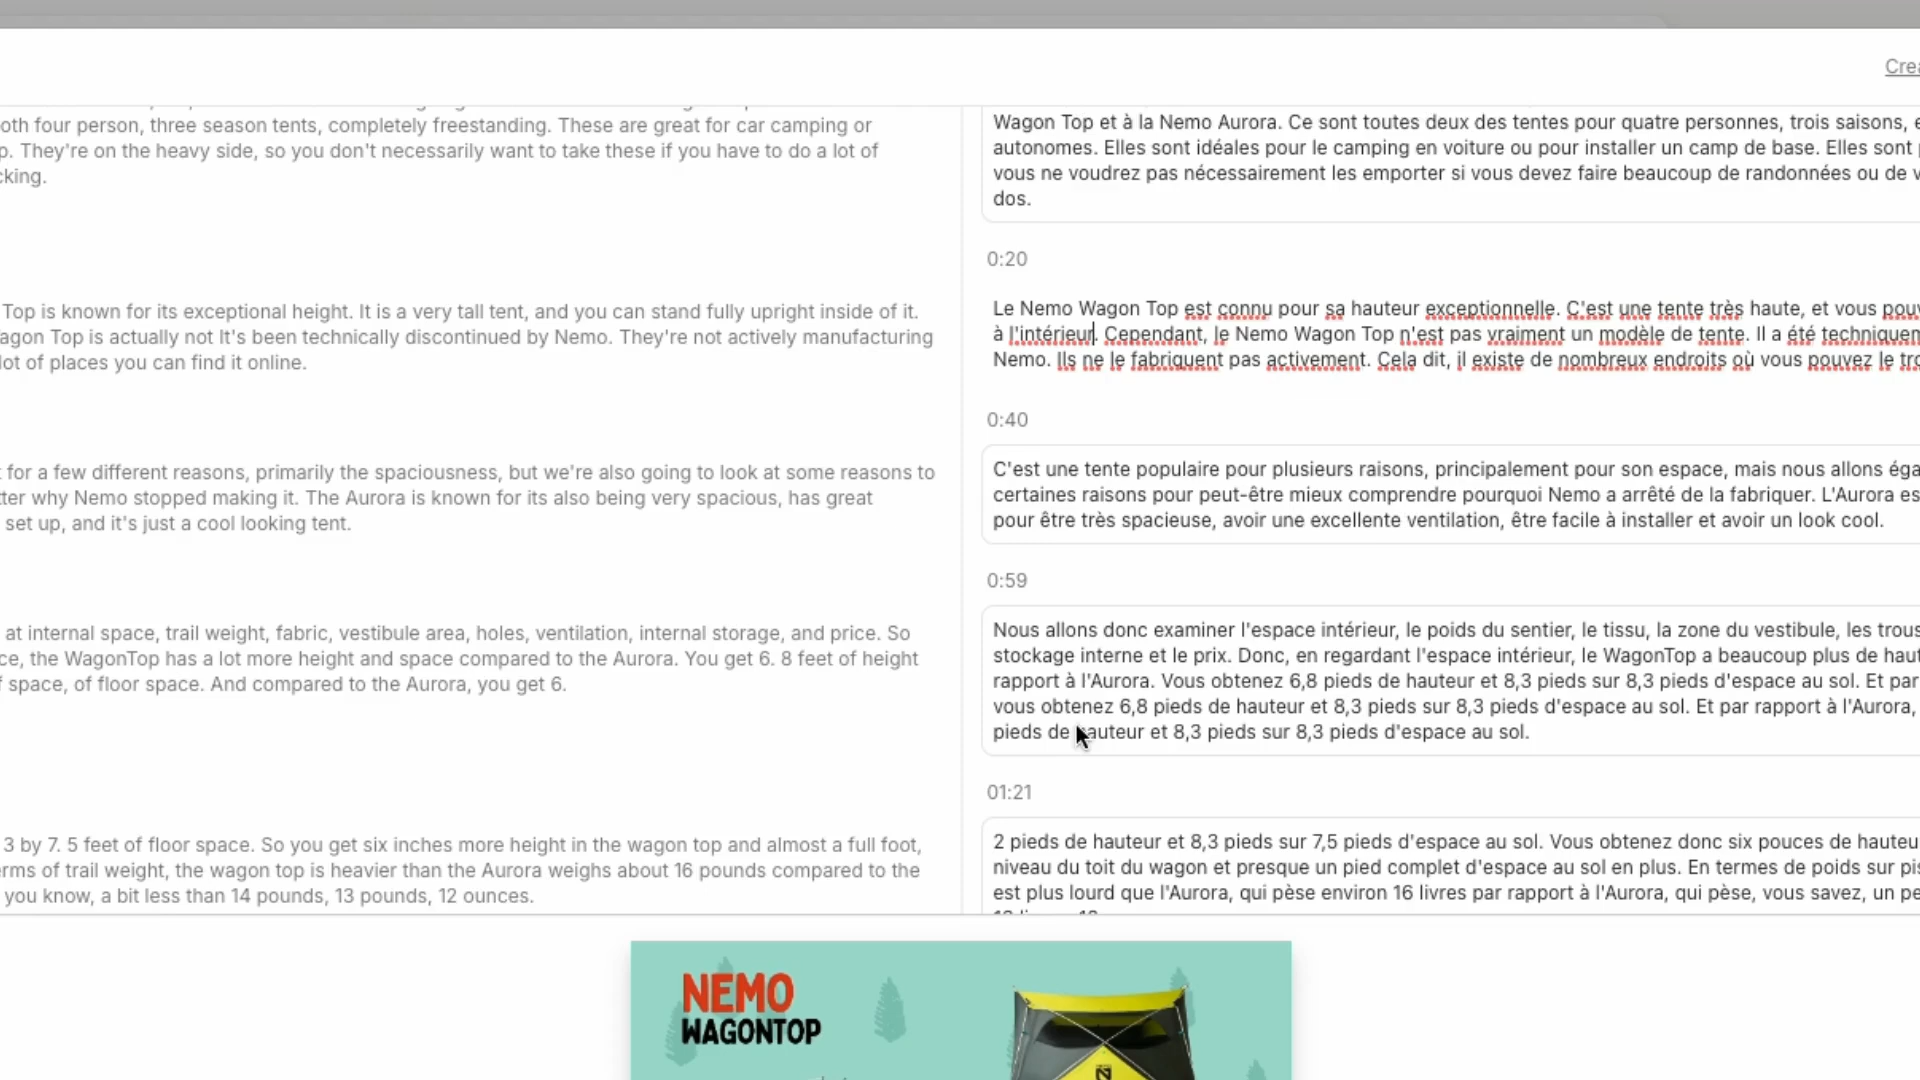 Crea
oth four person, three season tents, completely freestanding. These are great for car camping or
p. They're on the heavy side, so you don't necessarily want to take these if you have to do a lot of
cking.
Wagon Top et à la Nemo Aurora. Ce sont toutes deux des tentes pour quatre personnes, trois saisons, e
autonomes. Elles sont idéales pour le camping en voiture ou pour installer un camp de base. Elles sont
vous ne voudrez pas nécessairement les emporter si vous devez faire beaucoup de randonnées ou de v
dos.
0:20
Top is known for its exceptional height. It is a very tall tent, and you can stand fully upright inside of it.
Wagon Top is actually not It's been technically discontinued by Nemo. They're not actively manufacturing
lot of places you can find it online.
Le Nemo Wagon Top est connu pour sa hauteur exceptionnelle. C'est une tente très haute, et vous pouv
à l'intérieur. Cependant, le Nemo Wagon Top n'est pas vraiment un modèle de tente. Il a été techniquem
Nemo. Ils ne le fabriquent pas activement. Cela dit, il existe de nombreux endroits où vous pouvez le tro
0:40
t for a few different reasons, primarily the spaciousness, but we're also going to look at some reasons to
tter why Nemo stopped making it. The Aurora is known for its also being very spacious, has great
set up, and it's just a cool looking tent.
C'est une tente populaire pour plusieurs raisons, principalement pour son espace, mais nous allons éga
certaines raisons pour peut-être mieux comprendre pourquoi Nemo a arrêté de la fabriquer. L'Aurora es
pour être très spacieuse, avoir une excellente ventilation, être facile à installer et avoir un look cool.
0:59
at internal space, trail weight, fabric, vestibule area, holes, ventilation, internal storage, and price. So
ce, the WagonTop has a lot more height and space compared to the Aurora. You get 6. 8 feet of height
f space, of floor space. And compared to the Aurora, you get 6.
Nous allons donc examiner l'espace intérieur, le poids du sentier, le tissu, la zone du vestibule, les trous
stockage interne et le prix. Donc, en regardant l'espace intérieur, le WagonTop a beaucoup plus de haut
rapport à l'Aurora. Vous obtenez 6,8 pieds de hauteur et 8,3 pieds sur 8,3 pieds d'espace au sol. Et par
vous obtenez 6,8 pieds de hauteur et 8,3 pieds sur 8,3 pieds d'espace au sol. Et par rapport à l'Aurora,
pieds de hauteur et 8,3 pieds sur 8,3 pieds d'espace au sol.
01:21
3 by 7. 5 feet of floor space. So you get six inches more height in the wagon top and almost a full foot,
erms of trail weight, the wagon top is heavier than the Aurora weighs about 16 pounds compared to the
you know, a bit less than 14 pounds, 13 pounds, 12 ounces.
2 pieds de hauteur et 8,3 pieds sur 7,5 pieds d'espace au sol. Vous obtenez donc six pouces de hauteu
niveau du toit du wagon et presque un pied complet d'espace au sol en plus. En termes de poids sur pis
est plus lourd que l'Aurora, qui pèse environ 16 livres par rapport à l'Aurora, qui pèse, vous savez, un pe
NEMO
WAGONTOP